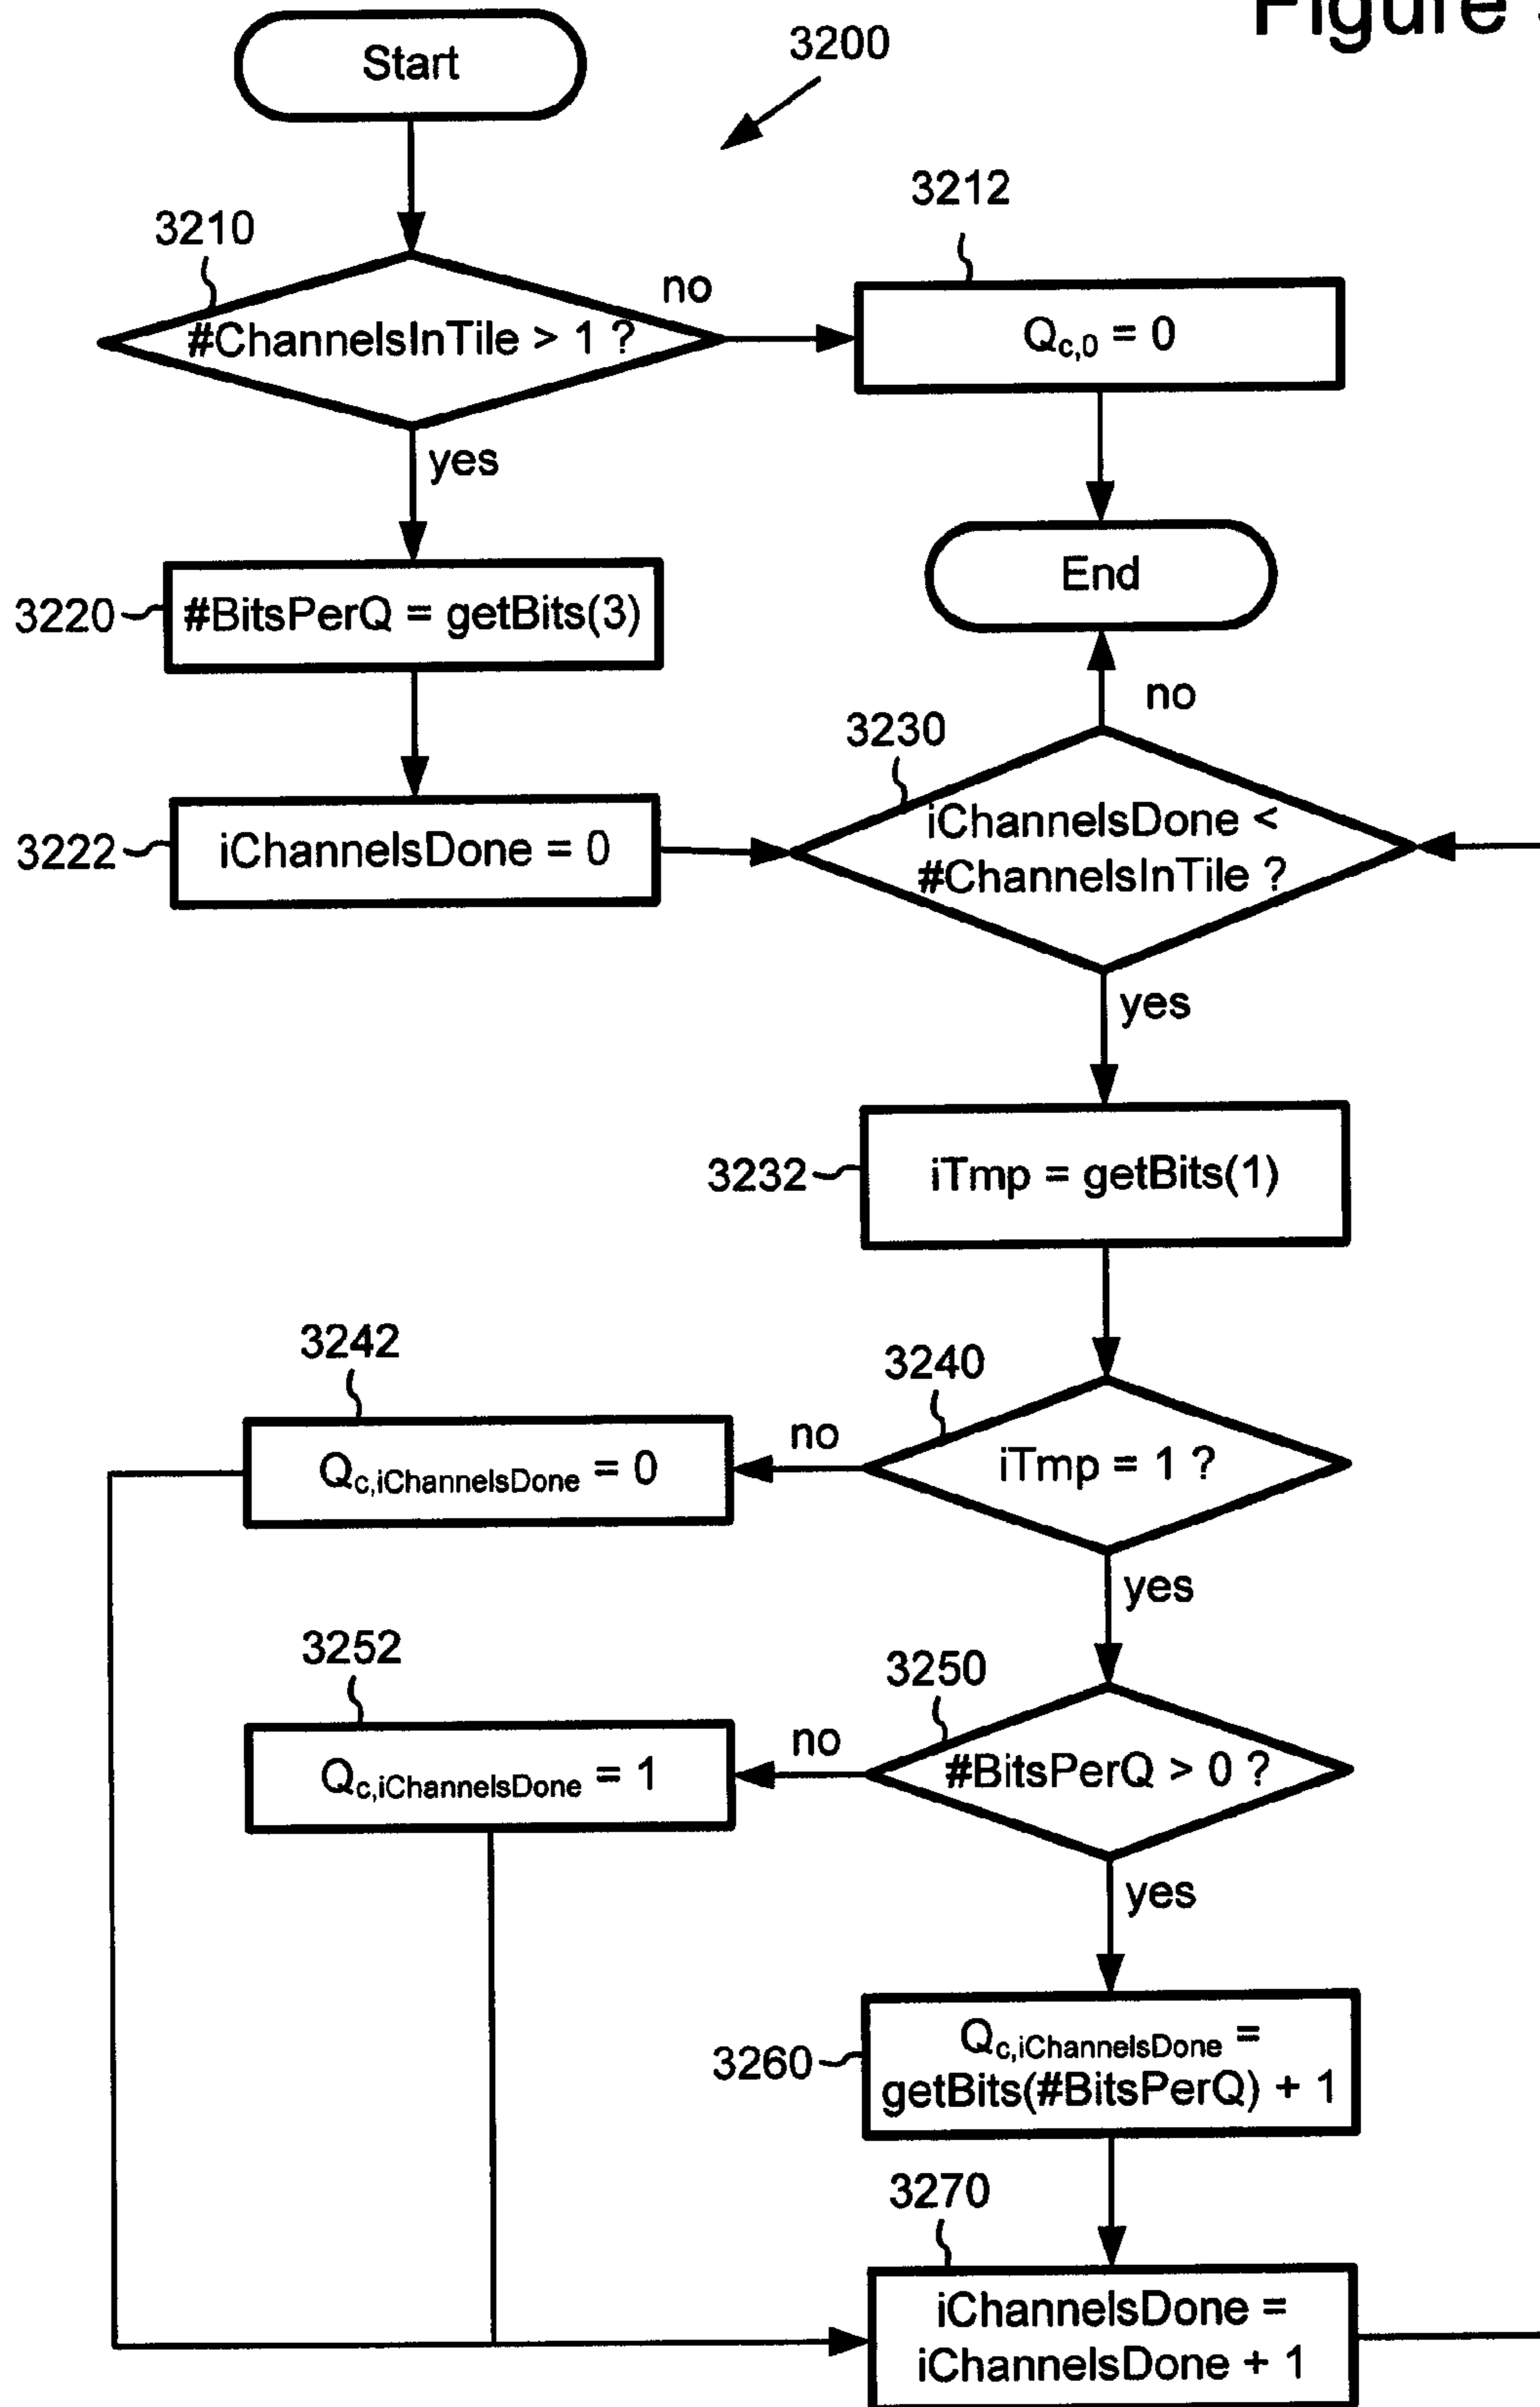 Figure
Start
3200
3210
#ChannelsInTile > 1 ?
no
3212
Qc,0 = 0
yes
End
3220
#BitsPerQ = getBits(3)
no
3222
iChannelsDone = 0
3230
iChannelsDone <
#ChannelsInTile ?
yes
3232
iTmp = getBits(1)
3242
Qc,iChannelsDone = 0
no
3240
iTmp = 1 ?
yes
3252
Qc,iChannelsDone = 1
no
3250
#BitsPerQ > 0 ?
yes
3260
Qc,iChannelsDone =
getBits(#BitsPerQ) + 1
3270
iChannelsDone =
iChannelsDone + 1